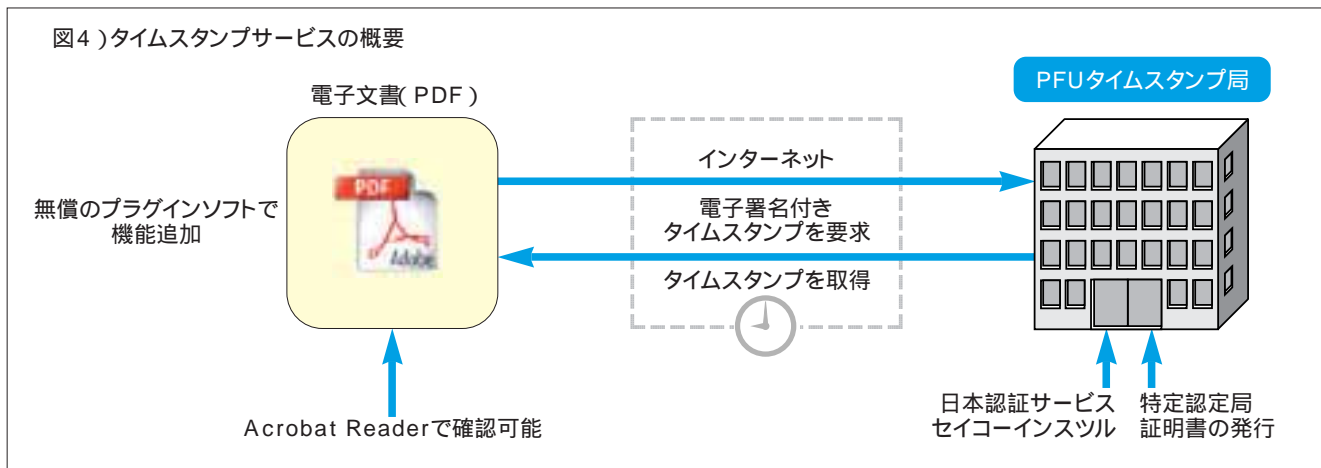 図4）タイムスタンプサービスの概要
電子文書（PDF）
PFUタイムスタンプ局
PDF
Adobe
無償のプラグインソフトで
機能追加
インターネット
電子署名付き
タイムスタンプを要求
タイムスタンプを取得
Acrobat Readerで確認可能
日本認証サービス
セイコーインスツル
特定認定局
証明書の発行